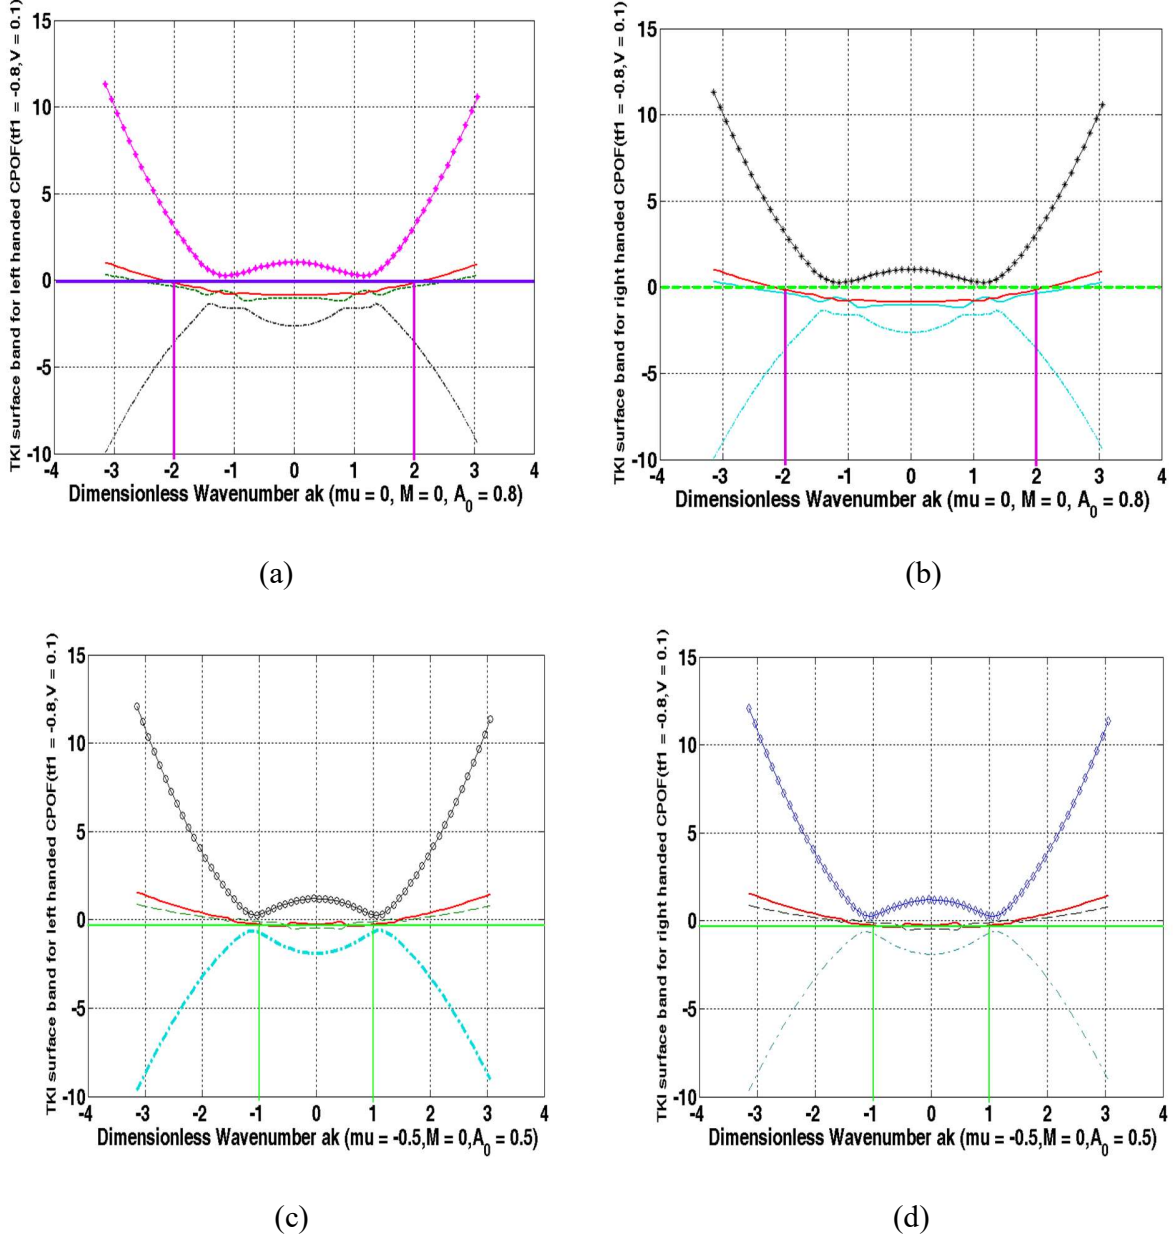 TKI surface band for left handed CPOF(tf1 = -0.8,V = 0.1)
15
10
5
0
-5
-10
-4 -3 -2 -1 0 1 2 3 4
Dimensionless Wavenumber ak (mu = 0, M = 0, A0 = 0.8)
(a)
TKI surface band for right handed CPOF(tf1 = -0.8,V = 0.1)
15
10
5
0
-5
-10
-4 -3 -2 -1 0 1 2 3 4
Dimensionless Wavenumber ak (mu = 0, M = 0, A0 = 0.8)
(b)
TKI surface band for left handed CPOF(tf1 = -0.8,V = 0.1)
15
10
5
0
-5
-10
-4 -3 -2 -1 0 1 2 3 4
Dimensionless Wavenumber ak (mu = -0.5,M = 0,A0 = 0.5)
(c)
TKI surface band for right handed CPOF(tf1 = -0.8,V = 0.1)
15
10
5
0
-5
-10
-4 -3 -2 -1 0 1 2 3 4
Dimensionless Wavenumber ak (mu = -0.5,M = 0,A0 = 0.5)
(d)